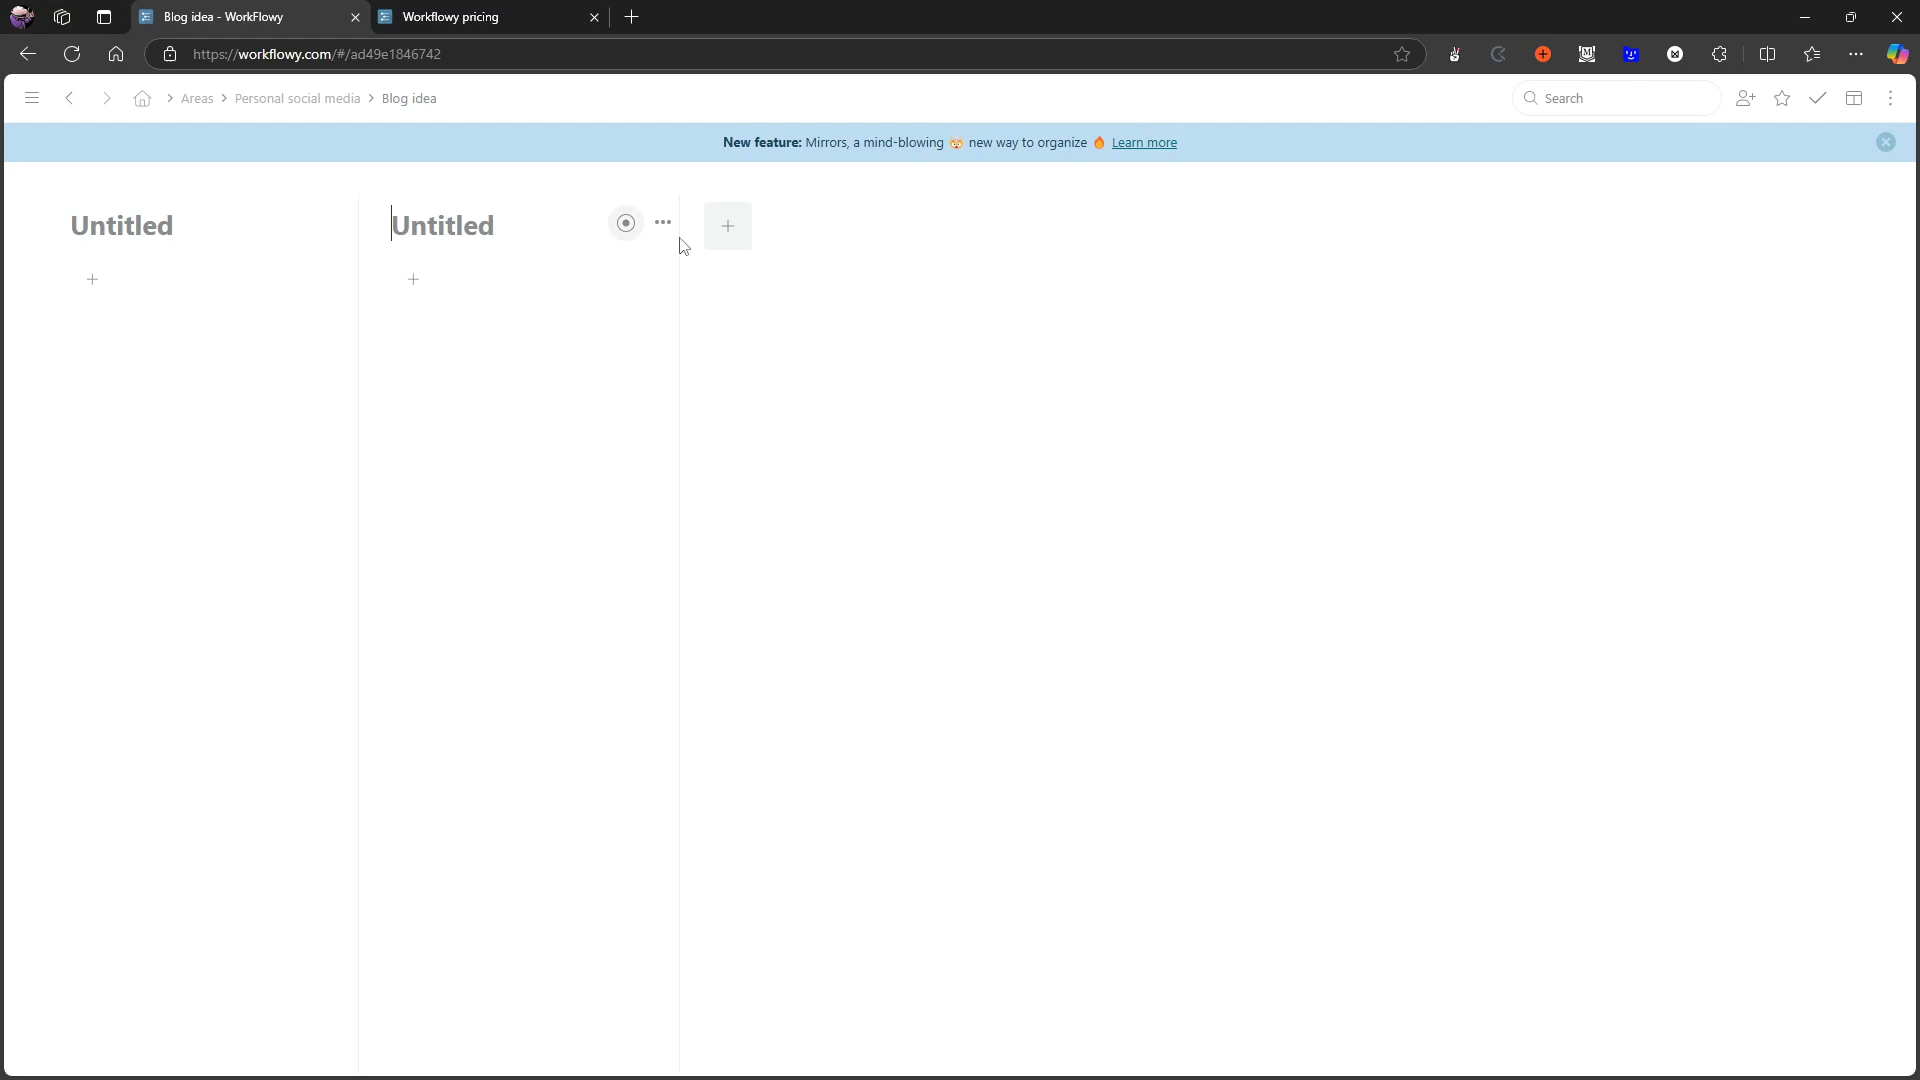 Blog idea - WorkFlowy
Workflowy pricing
https://workflowy.com/#/ad49e1846742
Areas > Personal social media > Blog idea
Search
New feature: Mirrors, a mind-blowing 🤯 new way to organize 🔥 Learn more
Untitled
Untitled